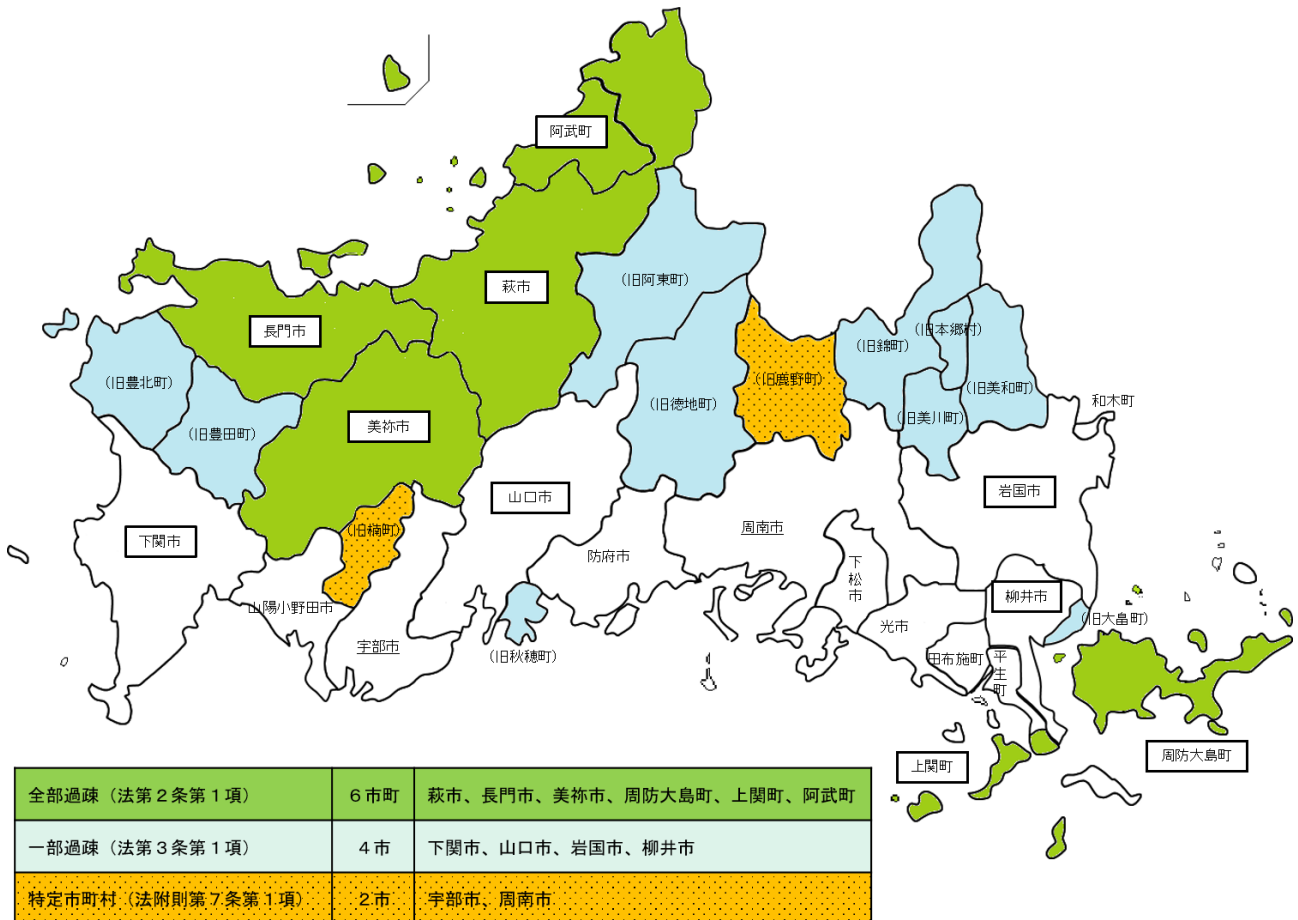 阿武町
萩市
(旧阿東町)
長門市
(旧本郷村)
(旧錦町)
(旧豊北町)
(旧鹿野町)
(旧美和町)
和木町
(旧徳地町)
(旧美川町)
美祢市
(旧豊田町)
山口市
岩国市
周南市
(旧楠町)
下関市
防府市
下松市
柳井市
山陽小野田市
(旧大畠町)
光市
宇部市
(旧秋穂町)
田布施町
平生町
上関町
周防大島町
全部過疎(法第2条第1項) 6市町 萩市、長門市、美祢市、周防大島町、上関町、阿武町
一部過疎(法第3条第1項) 4市 下関市、山口市、岩国市、柳井市
特定市町村(法附則第7条第1項) 2市 宇部市、周南市